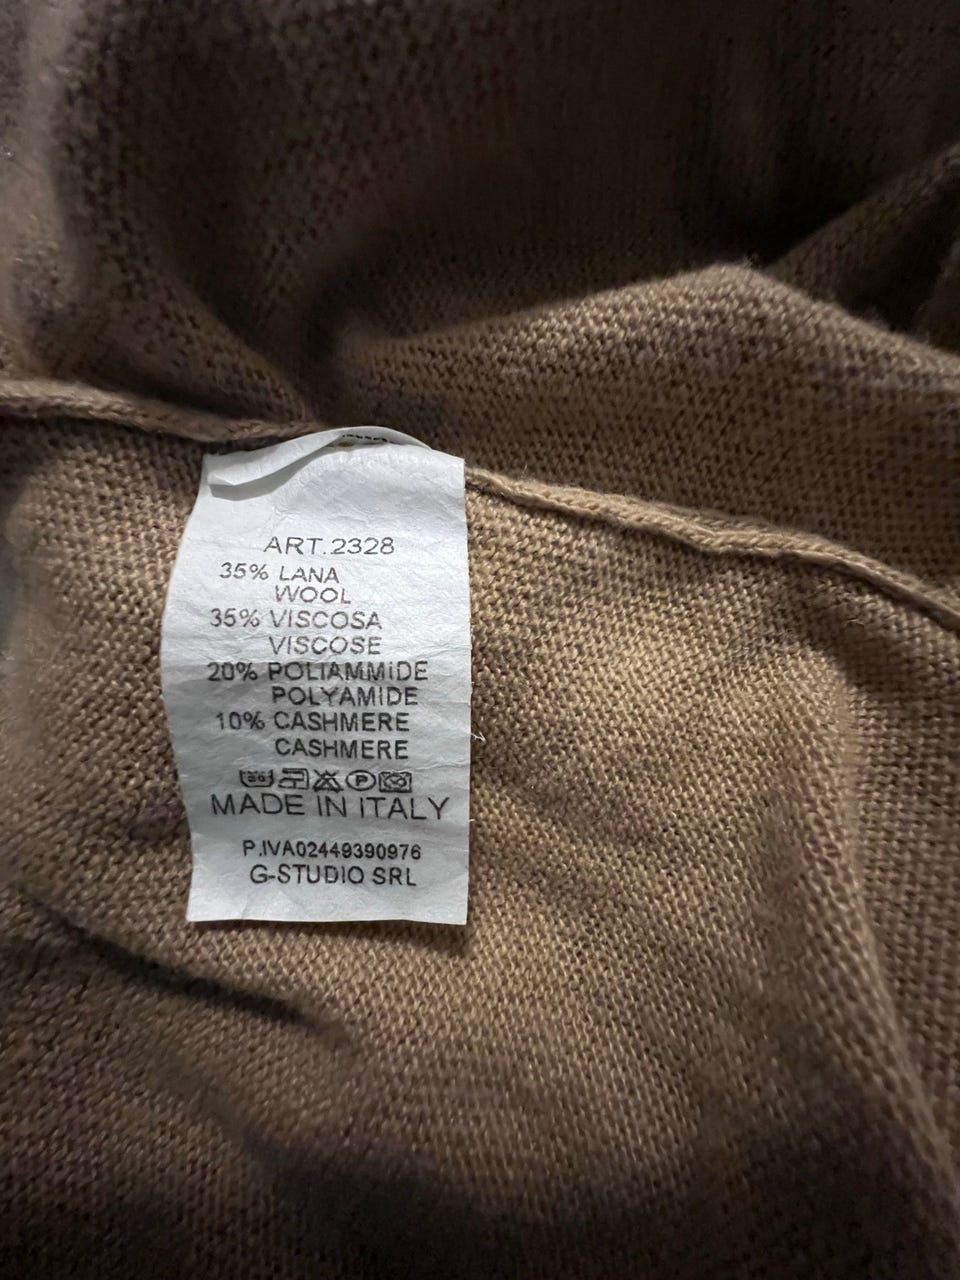 ART.2328
35% LANA
WOOL
35% VISCOSA
VISCOSE
20% POLIAMMIDE
POLYAMIDE
10% CASHMERE
CASHMERE
P
MADE IN ITALY
P.IVA02449390976
G-STUDIO SRL